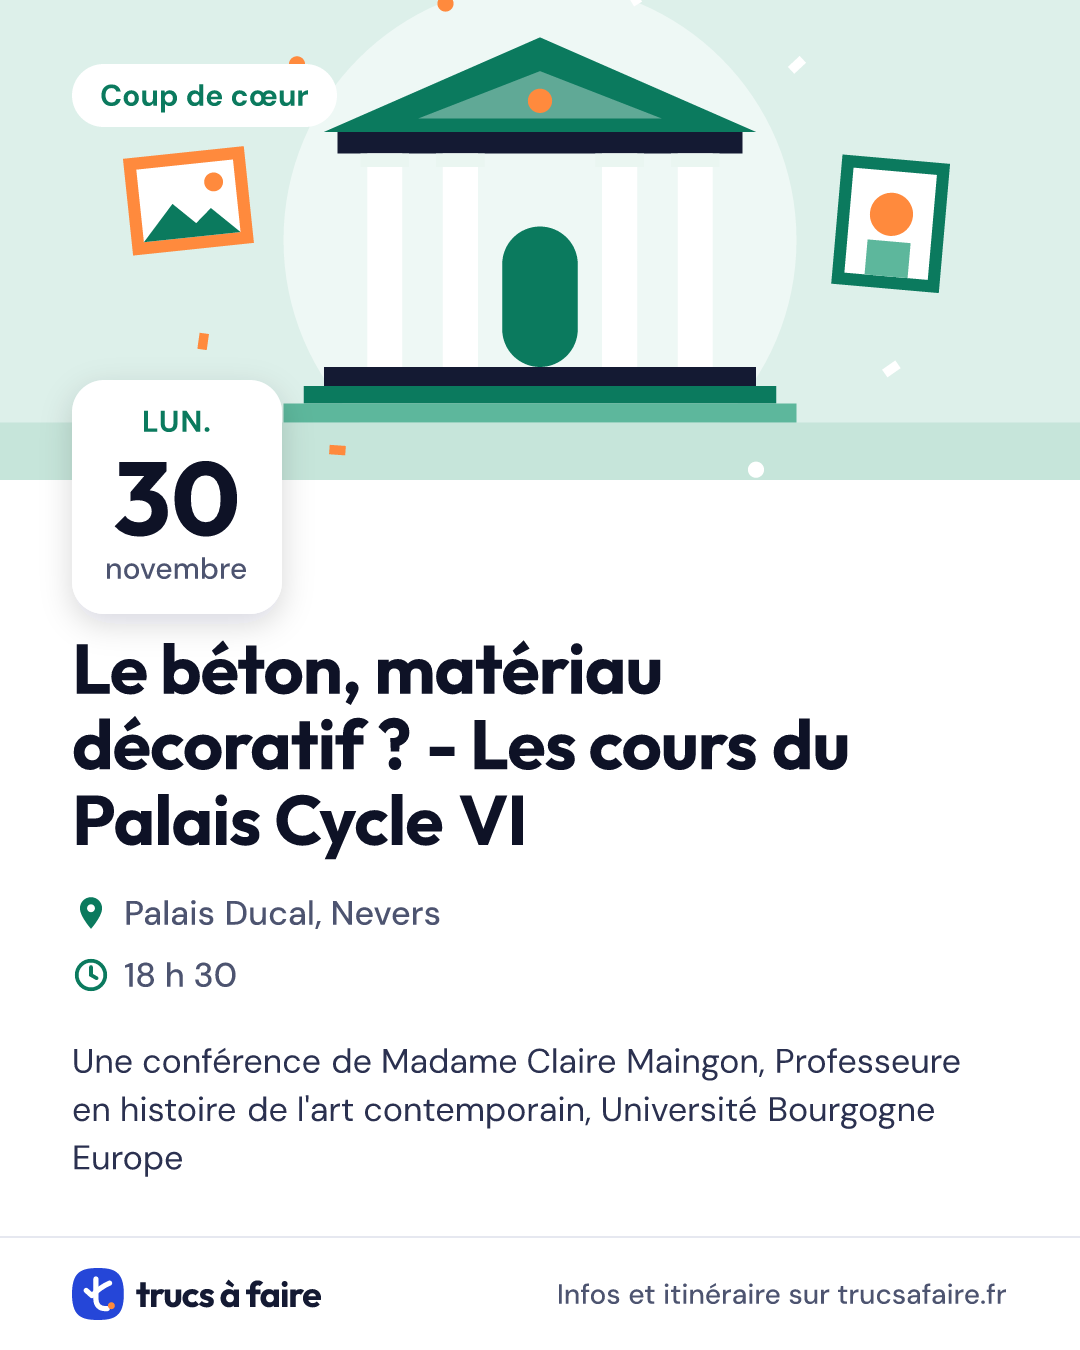 Coup de cœur
LUN.
30
novembre
Le béton, matériau
décoratif ? - Les cours du
Palais Cycle VI
Palais Ducal, Nevers
18 h 30
Une conférence de Madame Claire Maingon, Professeure
en histoire de l'art contemporain, Université Bourgogne
Europe
trucs à faire
Infos et itinéraire sur trucsafaire.fr